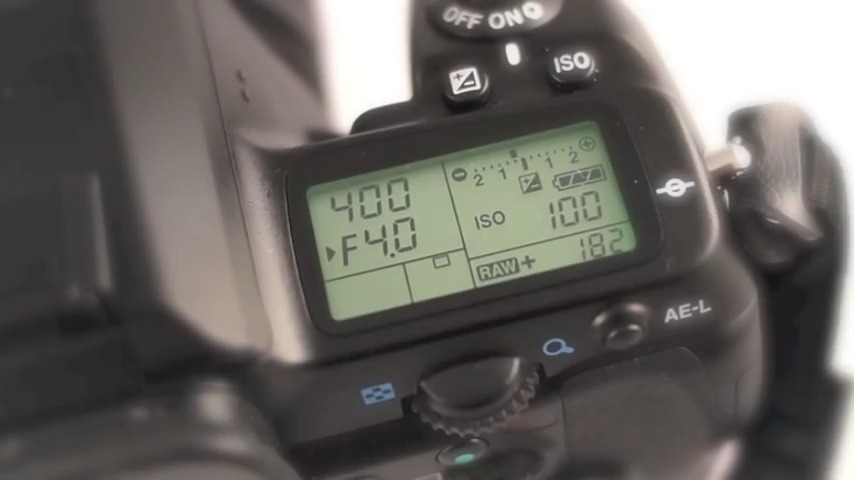 OFF ON
ISO
400
F4.0
2 1 1 2
ISO 100
RAW+ 182
AE-L